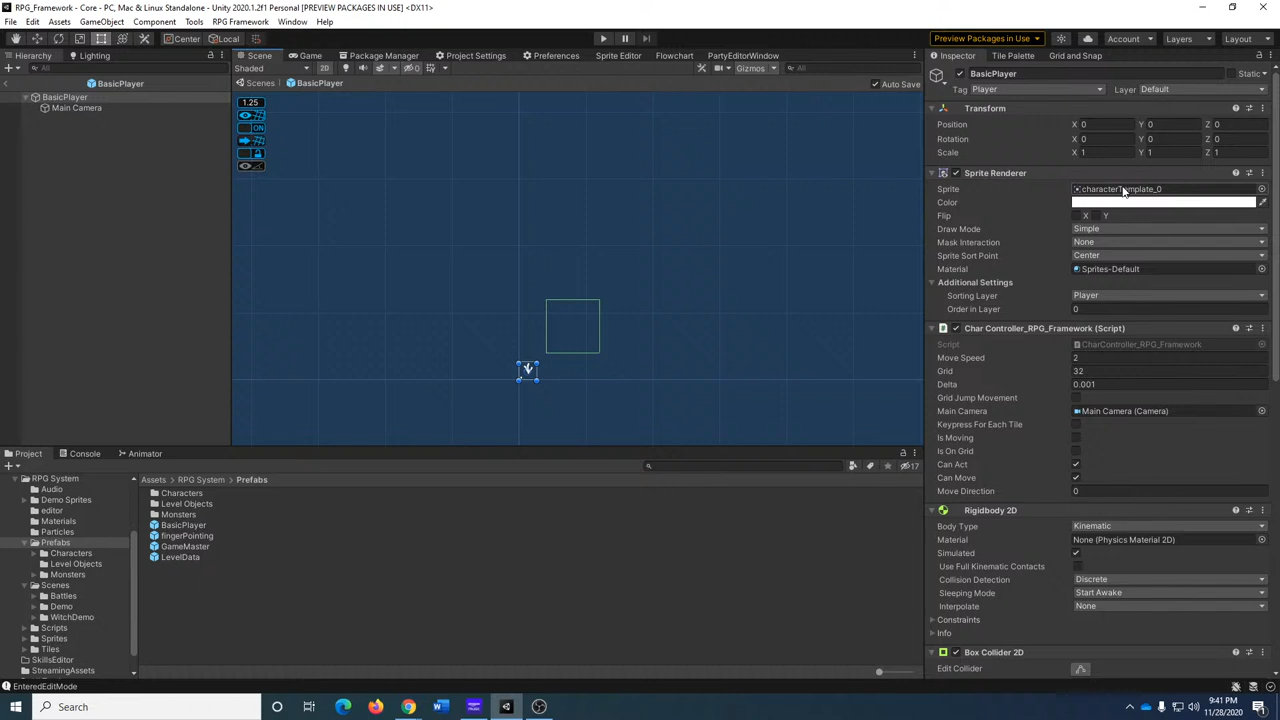 RPG_Framework - Core - PC, Mac & Linux Standalone - Unity 2020.1.2f1 Personal [PREVIEW PACKAGES IN USE] <DX11>
File Edit Assets GameObject Component Tools RPG Framework Window Help
Center Local Preview Packages in Use Account Layers Layout
Hierarchy Lighting Scene Game Package Manager Project Settings Preferences Sprite Editor Flowchart PartyEditorWindow Inspector Tile Palette Grid and Snap
All Shaded 2D 0 Gizmos All BasicPlayer Static
BasicPlayer Scenes BasicPlayer Auto Save Tag Player Layer Default
BasicPlayer
Main Camera
1.25
ON
Transform
Position X 0 Y 0 Z 0
Rotation X 0 Y 0 Z 0
Scale X 1 Y 1 Z 1
Sprite Renderer
Sprite
Color
Flip X Y
Draw Mode Simple
Mask Interaction None
Sprite Sort Point Center
Material Sprites-Default
Additional Settings
Sorting Layer Player
Order in Layer 0
Char Controller_RPG_Framework (Script)
Script CharController_RPG_Framework
Move Speed 2
Grid 32
Delta 0.001
Grid Jump Movement
Main Camera Main Camera (Camera)
Keypress For Each Tile
Is Moving
Is On Grid
Can Act
Can Move
Move Direction 0
Rigidbody 2D
Body Type Kinematic
Material None (Physics Material 2D)
Simulated
Use Full Kinematic Contacts
Collision Detection Discrete
Sleeping Mode Start Awake
Interpolate None
Constraints
Info
Box Collider 2D
Edit Collider
Project Console Animator
17
RPG System
Audio
Demo Sprites
editor
Materials
Particles
Prefabs
Characters
Level Objects
Monsters
Scenes
Battles
Demo
WitchDemo
Scripts
Sprites
Tiles
SkillsEditor
StreamingAssets
Assets RPG System Prefabs
Characters
Level Objects
Monsters
BasicPlayer
fingerPointing
GameMaster
LevelData
EnteredEditMode
Search
9:41 PM
11/28/2020